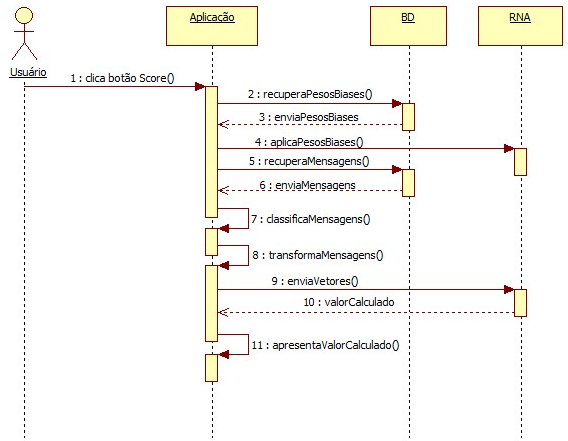 Aplicação
BD
RNA
Usuário
1 : clica botão Score()
2 : recuperaPesosBiases()
3 : enviaPesosBiases
4 : aplicaPesosBiases()
5 : recuperaMensagens()
6 : enviaMensagens
7 : classificaMensagens()
8 : transformaMensagens()
9 : enviaVetores()
10 : valorCalculado
11 : apresentaValorCalculado()